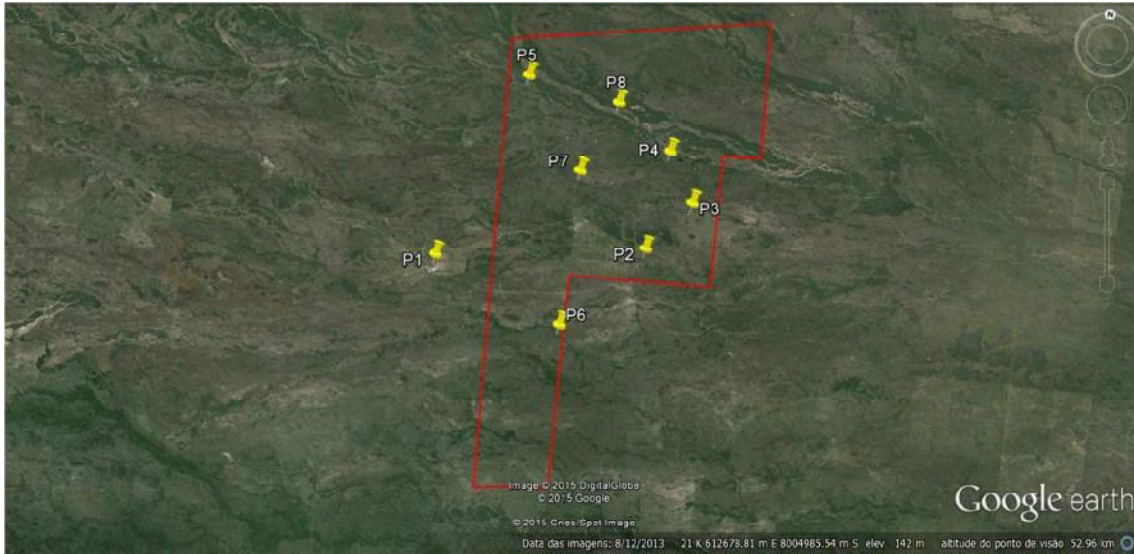 N
P5
P8
P4
P7
P3
P2
P1
P6
Image © 2015 DigitalGlobe
© 2015 Google
© 2015 Cnes/Spot Image
Google earth
Data das imagens: 8/12/2013 21 K 612678.81 m E 8004985.54 m S elev 142 m altitude do ponto de visão 52.96 km